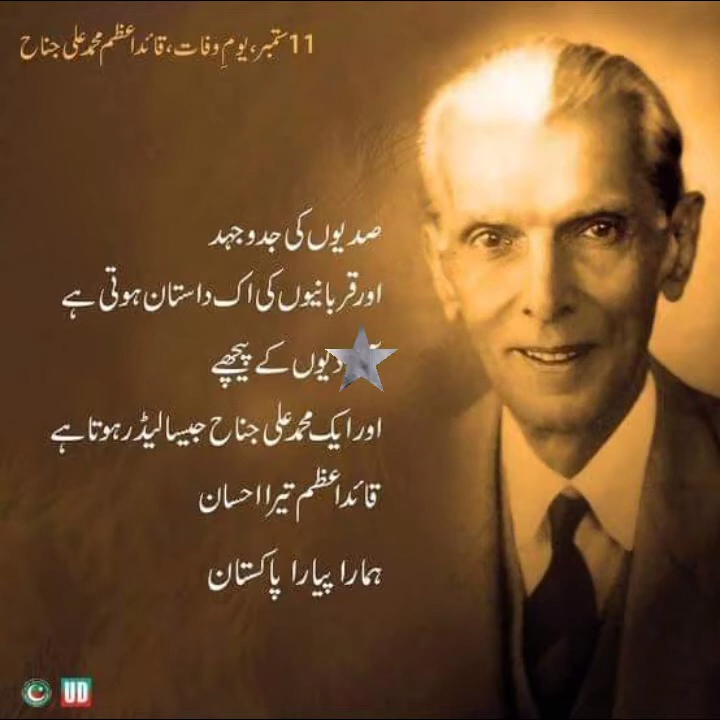 11 ستمبر، یومِ وفات، قائداعظم محمد علی جناح
صدیوں کی جدوجہد
اور قربانیوں کی اک داستان ہوتی ہے
کے پیچھے
اور ایک محمد علی جناح جیسا لیڈر ہوتا ہے
قائداعظم تیرا احسان
ہمارا پیارا پاکستان
UD